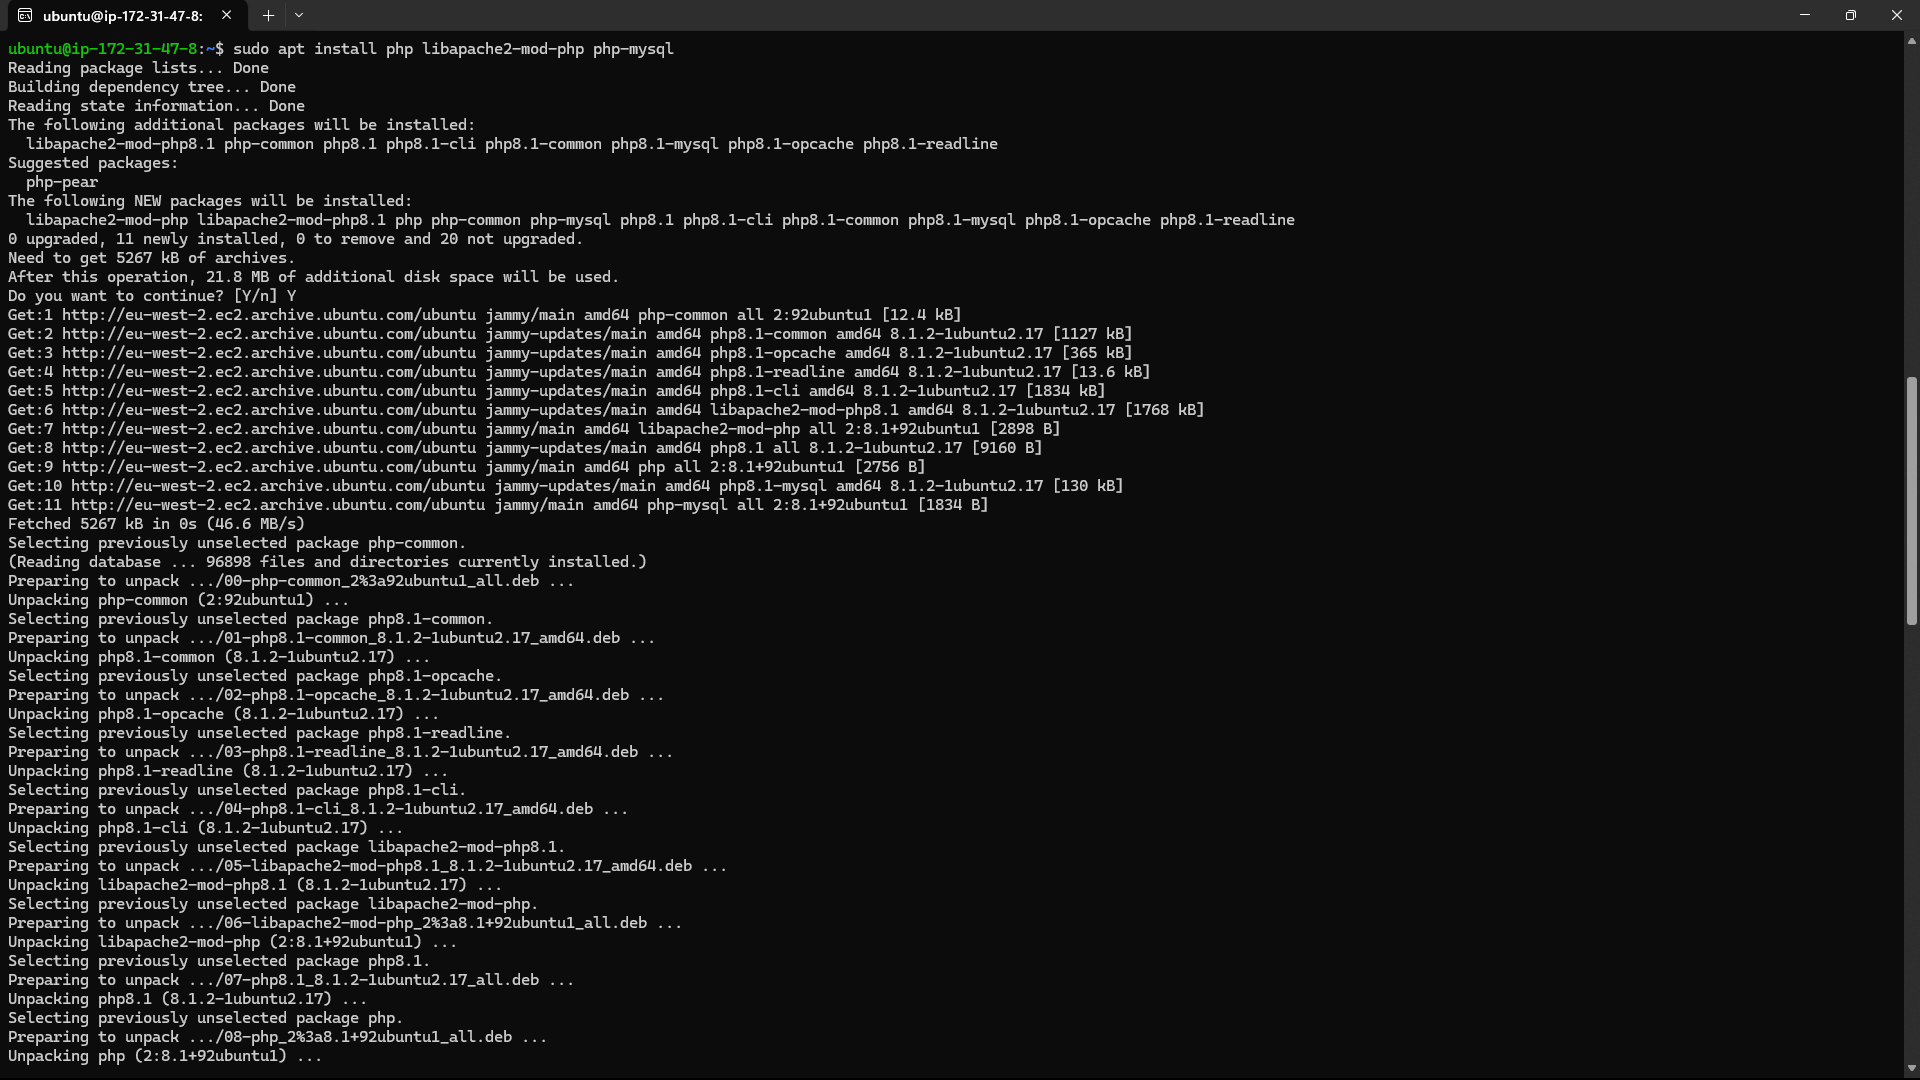 ubuntu@ip-172-31-47-8:
ubuntu@ip-172-31-47-8:~$ sudo apt install php libapache2-mod-php php-mysql
Reading package lists... Done
Building dependency tree... Done
Reading state information... Done
The following additional packages will be installed:
  libapache2-mod-php8.1 php-common php8.1 php8.1-cli php8.1-common php8.1-mysql php8.1-opcache php8.1-readline
Suggested packages:
  php-pear
The following NEW packages will be installed:
  libapache2-mod-php libapache2-mod-php8.1 php php-common php-mysql php8.1 php8.1-cli php8.1-common php8.1-mysql php8.1-opcache php8.1-readline
0 upgraded, 11 newly installed, 0 to remove and 20 not upgraded.
Need to get 5267 kB of archives.
After this operation, 21.8 MB of additional disk space will be used.
Do you want to continue? [Y/n] Y
Get:1 http://eu-west-2.ec2.archive.ubuntu.com/ubuntu jammy/main amd64 php-common all 2:92ubuntu1 [12.4 kB]
Get:2 http://eu-west-2.ec2.archive.ubuntu.com/ubuntu jammy-updates/main amd64 php8.1-common amd64 8.1.2-1ubuntu2.17 [1127 kB]
Get:3 http://eu-west-2.ec2.archive.ubuntu.com/ubuntu jammy-updates/main amd64 php8.1-opcache amd64 8.1.2-1ubuntu2.17 [365 kB]
Get:4 http://eu-west-2.ec2.archive.ubuntu.com/ubuntu jammy-updates/main amd64 php8.1-readline amd64 8.1.2-1ubuntu2.17 [13.6 kB]
Get:5 http://eu-west-2.ec2.archive.ubuntu.com/ubuntu jammy-updates/main amd64 php8.1-cli amd64 8.1.2-1ubuntu2.17 [1834 kB]
Get:6 http://eu-west-2.ec2.archive.ubuntu.com/ubuntu jammy-updates/main amd64 libapache2-mod-php8.1 amd64 8.1.2-1ubuntu2.17 [1768 kB]
Get:7 http://eu-west-2.ec2.archive.ubuntu.com/ubuntu jammy/main amd64 libapache2-mod-php all 2:8.1+92ubuntu1 [2898 B]
Get:8 http://eu-west-2.ec2.archive.ubuntu.com/ubuntu jammy-updates/main amd64 php8.1 all 8.1.2-1ubuntu2.17 [9160 B]
Get:9 http://eu-west-2.ec2.archive.ubuntu.com/ubuntu jammy/main amd64 php all 2:8.1+92ubuntu1 [2756 B]
Get:10 http://eu-west-2.ec2.archive.ubuntu.com/ubuntu jammy-updates/main amd64 php8.1-mysql amd64 8.1.2-1ubuntu2.17 [130 kB]
Get:11 http://eu-west-2.ec2.archive.ubuntu.com/ubuntu jammy/main amd64 php-mysql all 2:8.1+92ubuntu1 [1834 B]
Fetched 5267 kB in 0s (46.6 MB/s)
Selecting previously unselected package php-common.
(Reading database ... 96898 files and directories currently installed.)
Preparing to unpack .../00-php-common_2%3a92ubuntu1_all.deb ...
Unpacking php-common (2:92ubuntu1) ...
Selecting previously unselected package php8.1-common.
Preparing to unpack .../01-php8.1-common_8.1.2-1ubuntu2.17_amd64.deb ...
Unpacking php8.1-common (8.1.2-1ubuntu2.17) ...
Selecting previously unselected package php8.1-opcache.
Preparing to unpack .../02-php8.1-opcache_8.1.2-1ubuntu2.17_amd64.deb ...
Unpacking php8.1-opcache (8.1.2-1ubuntu2.17) ...
Selecting previously unselected package php8.1-readline.
Preparing to unpack .../03-php8.1-readline_8.1.2-1ubuntu2.17_amd64.deb ...
Unpacking php8.1-readline (8.1.2-1ubuntu2.17) ...
Selecting previously unselected package php8.1-cli.
Preparing to unpack .../04-php8.1-cli_8.1.2-1ubuntu2.17_amd64.deb ...
Unpacking php8.1-cli (8.1.2-1ubuntu2.17) ...
Selecting previously unselected package libapache2-mod-php8.1.
Preparing to unpack .../05-libapache2-mod-php8.1_8.1.2-1ubuntu2.17_amd64.deb ...
Unpacking libapache2-mod-php8.1 (8.1.2-1ubuntu2.17) ...
Selecting previously unselected package libapache2-mod-php.
Preparing to unpack .../06-libapache2-mod-php_2%3a8.1+92ubuntu1_all.deb ...
Unpacking libapache2-mod-php (2:8.1+92ubuntu1) ...
Selecting previously unselected package php8.1.
Preparing to unpack .../07-php8.1_8.1.2-1ubuntu2.17_all.deb ...
Unpacking php8.1 (8.1.2-1ubuntu2.17) ...
Selecting previously unselected package php.
Preparing to unpack .../08-php_2%3a8.1+92ubuntu1_all.deb ...
Unpacking php (2:8.1+92ubuntu1) ...